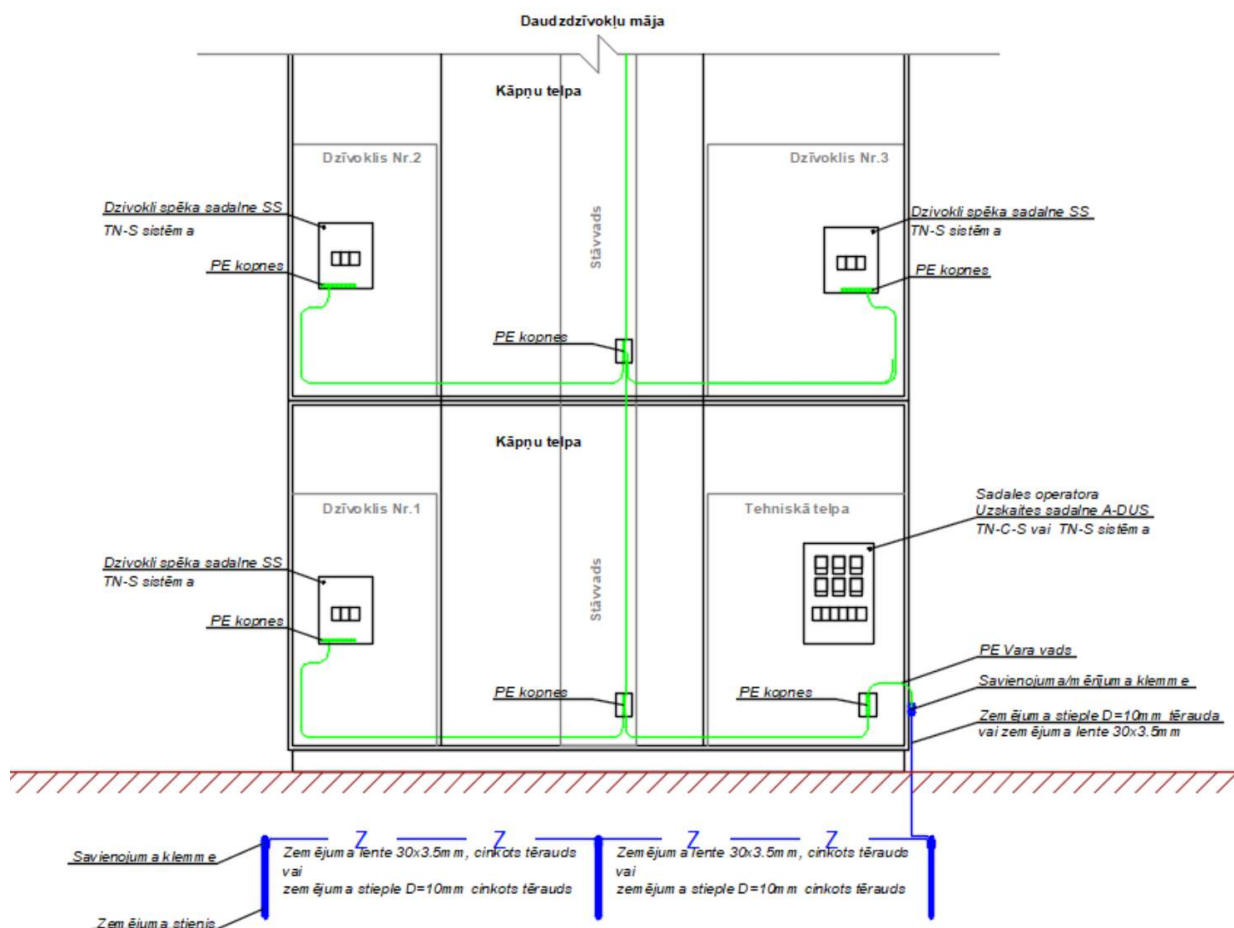 Daudzdzīvokļu māja
Kāpņu telpa
Dzīvoklis Nr.2
Dzīvoklis Nr.3
Dzivokli spēka sadalne SS
TN-S sistēma
PE kopnes
Stāvvads
Dzivokli spēka sadalne SS
TN-S sistēma
PE kopnes
PE kopnes
Kāpņu telpa
Dzīvoklis Nr.1
Tehniskā telpa
Sadales operatora
Uzskaites sadalne A-DUS
TN-C-S vai TN-S sistēma
Dzivokli spēka sadalne SS
TN-S sistēma
PE kopnes
Stāvvads
PE kopnes
PE kopnes
PE Vara vads
Savienojuma/mērījuma klemme
Zemējuma stieple D=10mm tērauda
vai zemējuma lente 30x3.5mm
Z Z Z Z
Savienojuma klemme
Zemējuma lente 30x3.5mm, cinkots tērauds
vai
zemējuma stieple D=10mm cinkots tērauds
Zemējuma lente 30x3.5mm, cinkots tērauds
vai
zemējuma stieple D=10mm cinkots tērauds
Zemējuma stienis